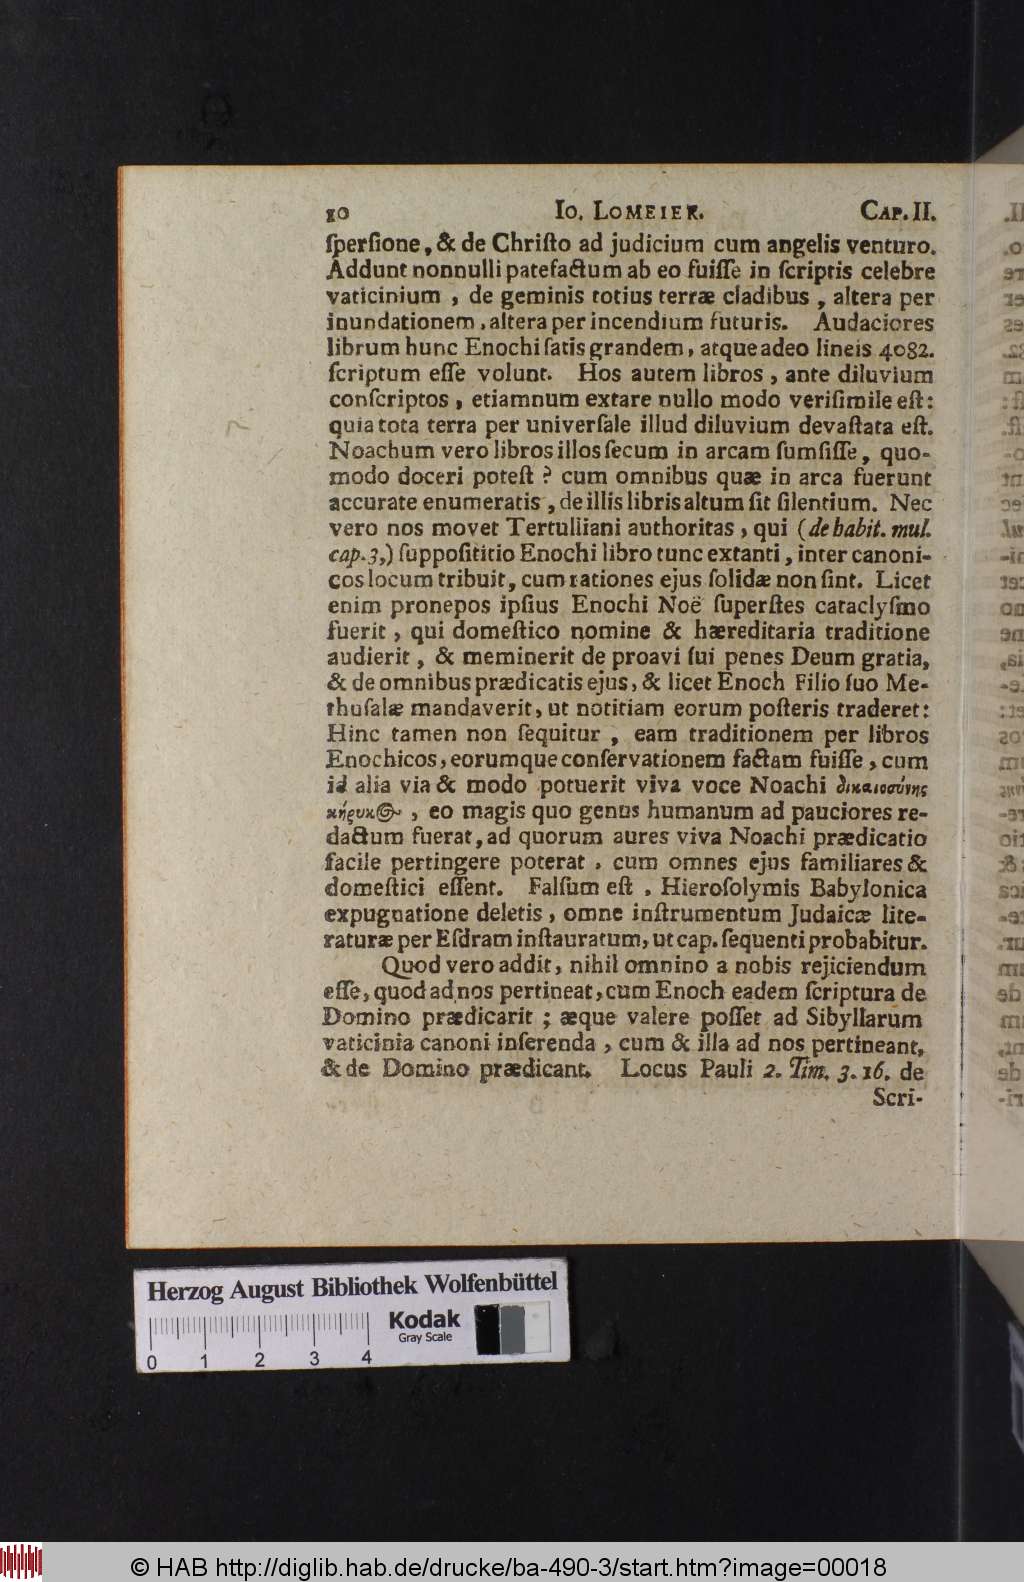 10 Io. LOMEIER. CAP. II.
ſperſione, & de Chriſto ad judicium cum angelis venturo.
Addunt nonnulli patefactum ab eo fuiſſe in ſcriptis celebre
vaticinium, de geminis totius terræ cladibus, altera per
inundationem, altera per incendium futuris. Audaciores
librum hunc Enochi ſatis grandem, atque adeo lineis 4082.
ſcriptum eſſe volunt. Hos autem libros, ante diluvium
conſcriptos, etiamnum extare nullo modo veriſimile eſt:
quia tota terra per univerſale illud diluvium devaſtata eſt.
Noachum vero libros illos ſecum in arcam ſumſiſſe, quo-
modo doceri poteſt? cum omnibus quæ in arca fuerunt
accurate enumeratis, de illis libris altum ſit ſilentium. Nec
vero nos movet Tertulliani authoritas, qui (de habit. mul.
cap. 3,) ſuppoſititio Enochi libro tunc extanti, inter canoni-
cos locum tribuit, cum rationes ejus ſolidæ non ſint. Licet
enim pronepos ipſius Enochi Noë ſuperſtes cataclyſmo
fuerit, qui domeſtico nomine & hæreditaria traditione
audierit, & meminerit de proavi ſui penes Deum gratia,
& de omnibus prædicatis ejus, & licet Enoch Filio ſuo Me-
thuſalæ mandaverit, ut notitiam eorum poſteris traderet:
Hinc tamen non ſequitur, eam traditionem per libros
Enochicos, eorumque conſervationem factam fuiſſe, cum
id alia via & modo potuerit viva voce Noachi δικαιοσύνης
κήρυκ, eo magis quo genus humanum ad pauciores re-
dactum fuerat, ad quorum aures viva Noachi prædicatio
facile pertingere poterat, cum omnes ejus familiares &
domeſtici eſſent. Falſum eſt, Hieroſolymis Babylonica
expugnatione deletis, omne inſtrumentum Judaicæ lite-
raturæ per Eſdram inſtauratum, ut cap. ſequenti probabitur.
Quod vero addit, nihil omnino a nobis rejiciendum
eſſe, quod ad nos pertineat, cum Enoch eadem ſcriptura de
Domino prædicarit; æque valere poſſet ad Sibyllarum
vaticinia canoni inſerenda, cum & illa ad nos pertineant,
& de Domino prædicant. Locus Pauli 2. Tim. 3. 16. de
Scri-
Herzog August Bibliothek Wolfenbüttel
Kodak
Gray Scale
0 1 2 3 4
© HAB http://diglib.hab.de/drucke/ba-490-3/start.htm?image=00018